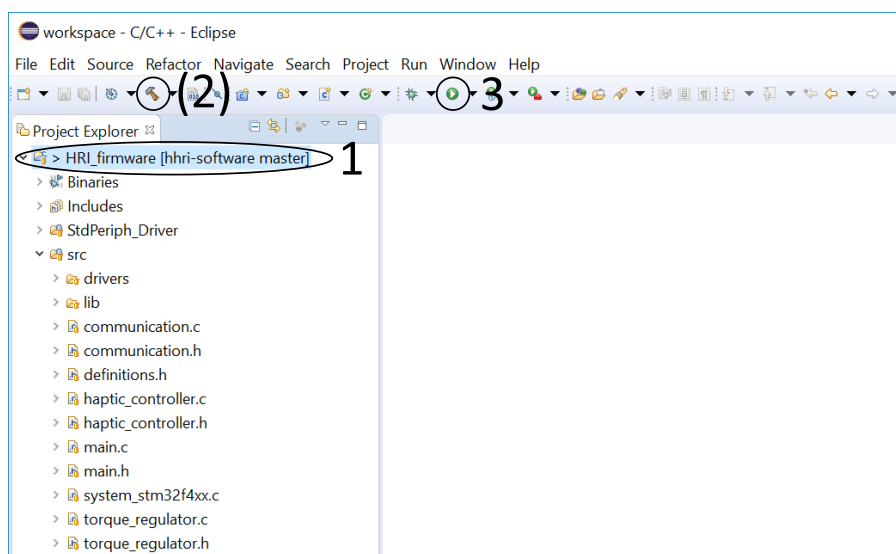 workspace - C/C++ - Eclipse
File Edit Source Refactor Navigate Search Project Run Window Help
(2) 3
Project Explorer
> HRI_firmware [hhri-software master] 1
Binaries
Includes
StdPeriph_Driver
src
drivers
lib
communication.c
communication.h
definitions.h
haptic_controller.c
haptic_controller.h
main.c
main.h
system_stm32f4xx.c
torque_regulator.c
torque_regulator.h